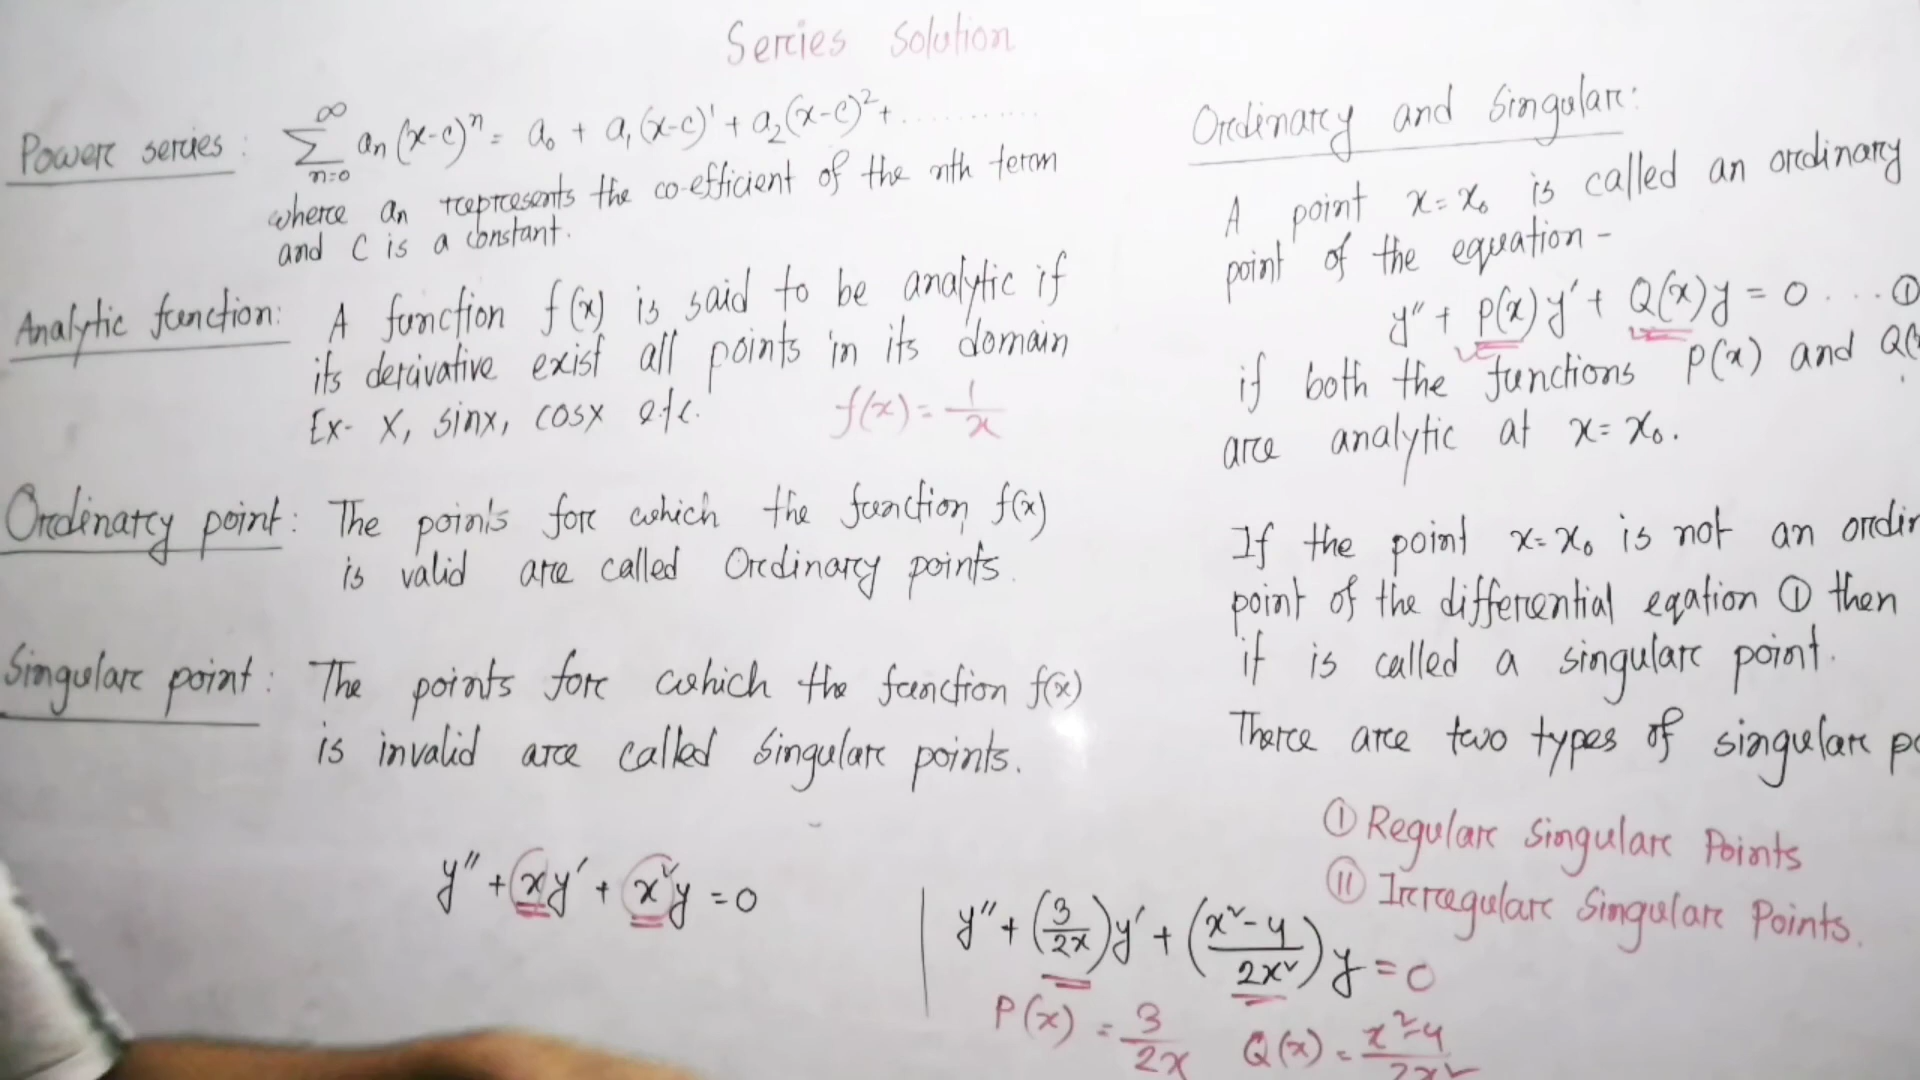 Series Solution
Power series: ∑_{n=0}^{∞} an (x-c)^n = a₀ + a₁(x-c)' + a₂(x-c)² + ...........
where an represents the co-efficient of the nth term
and C is a constant.
Analytic function: A function f(x) is said to be analytic if
its derivative exist all points in its domain
Ex- x, sinx, cosx etc. f(x) = 1/x
Ordinary point: The points for which the function f(x)
is valid are called Ordinary points.
Singular point: The points for which the function f(x)
is invalid are called Singular points.
y'' + xy' + x²y = 0
Ordinary and Singular:
A point x = x₀ is called an ordinary
point of the equation -
y'' + P(x)y' + Q(x)y = 0 .... ①
if both the functions P(x) and Q(
are analytic at x = x₀.
If the point x = x₀ is not an ordin
point of the differential eqation ① then
it is called a singular point.
There are two types of singular po
Ⓘ Regular Singular Points
Ⓘ Irregular Singular Points.
y'' + (3/2x)y' + (x²-4/2x²)y = 0
P(x) = 3/2x Q(x) = x²-4/2x²